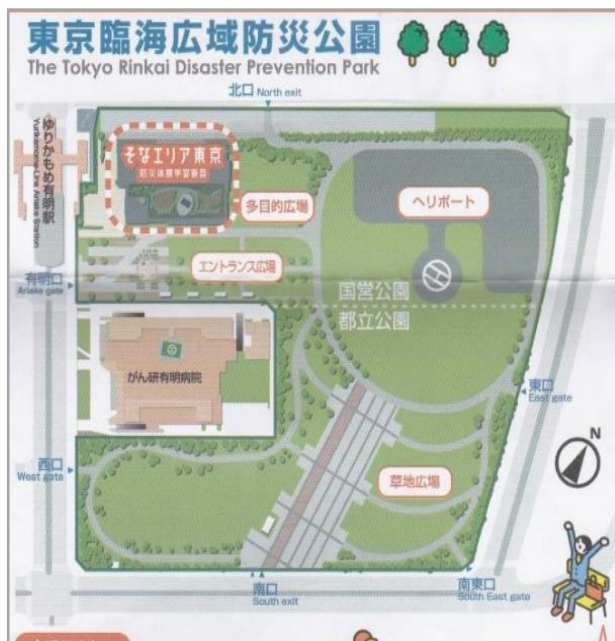 東京臨海広域防災公園
The Tokyo Rinkai Disaster Prevention Park
北口 North exit
ゆりかもめ有明駅
Yurikamome-Line Ariake Station
そなエリア東京
防災体験学習施設
多目的広場
ヘリポート
エントランス広場
有明口
Ariake gate
国営公園
都立公園
がん研有明病院
東口
East gate
N
西口
West gate
草地広場
南口
South exit
南東口
South East gate